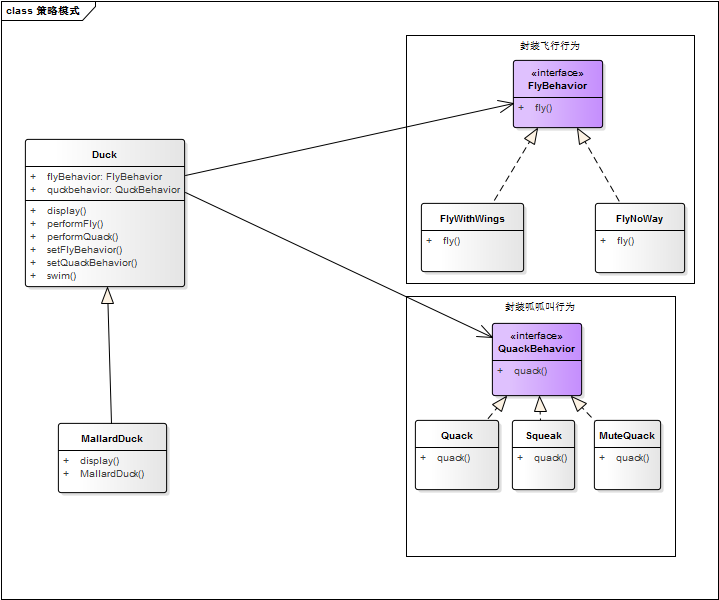 class 策略模式
封装飞行行为
«interface»
FlyBehavior
+ fly()
FlyWithWings
+ fly()
FlyNoWay
+ fly()
Duck
+ flyBehavior: FlyBehavior
+ quckbehavior: QuckBehavior
+ display()
+ performFly()
+ performQuack()
+ setFlyBehavior()
+ setQuackBehavior()
+ swim()
封装呱呱叫行为
«interface»
QuackBehavior
+ quack()
Quack
+ quack()
Squeak
+ quack()
MuteQuack
+ quack()
MallardDuck
+ display()
+ MallardDuck()